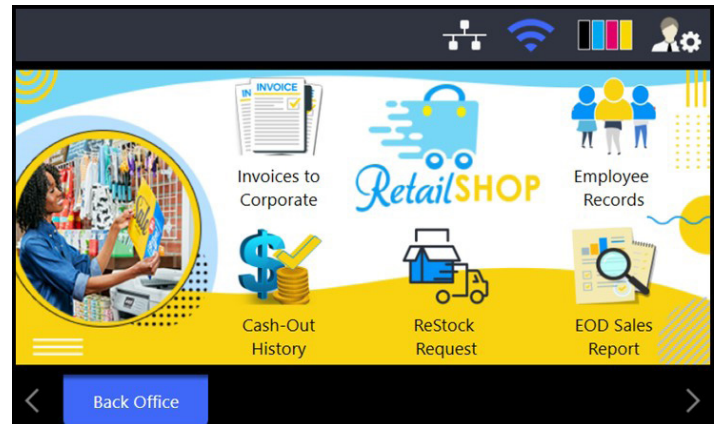 INVOICE
Invoices to
Corporate
RetailSHOP
Employee
Records
Cash-Out
History
ReStock
Request
EOD Sales
Report
Back Office